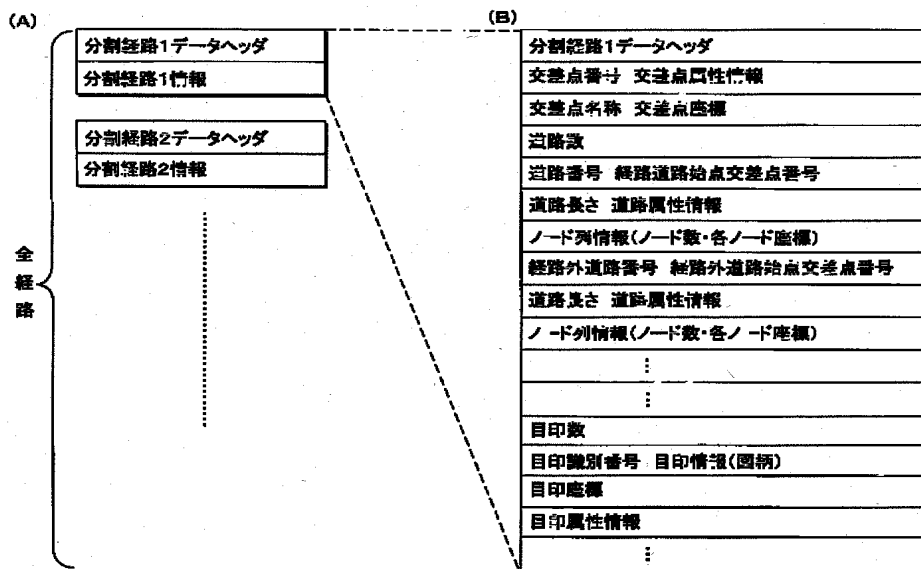 (A)
分割経路1データヘッダ
分割経路1情報
分割経路2データヘッダ
分割経路2情報
全経路
(B)
分割経路1データヘッダ
交差点番号 交差点属性情報
交差点名称 交差点座標
道路数
道路番号 経路道路始点交差点番号
道路長さ 道路属性情報
ノード列情報(ノード数・各ノード座標)
経路外道路番号 経路外道路始点交差点番号
道路長さ 道路属性情報
ノード列情報(ノード数・各ノード座標)
目印数
目印識別番号 目印情報(図柄)
目印座標
目印属性情報